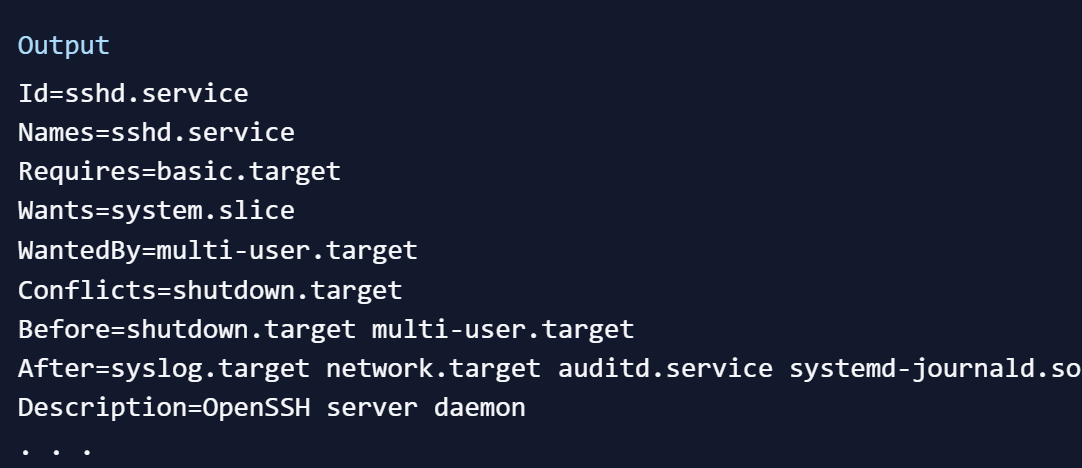 Output
Id=sshd.service
Names=sshd.service
Requires=basic.target
Wants=system.slice
WantedBy=multi-user.target
Conflicts=shutdown.target
Before=shutdown.target multi-user.target
After=syslog.target network.target auditd.service systemd-journald.so
Description=OpenSSH server daemon
. . .